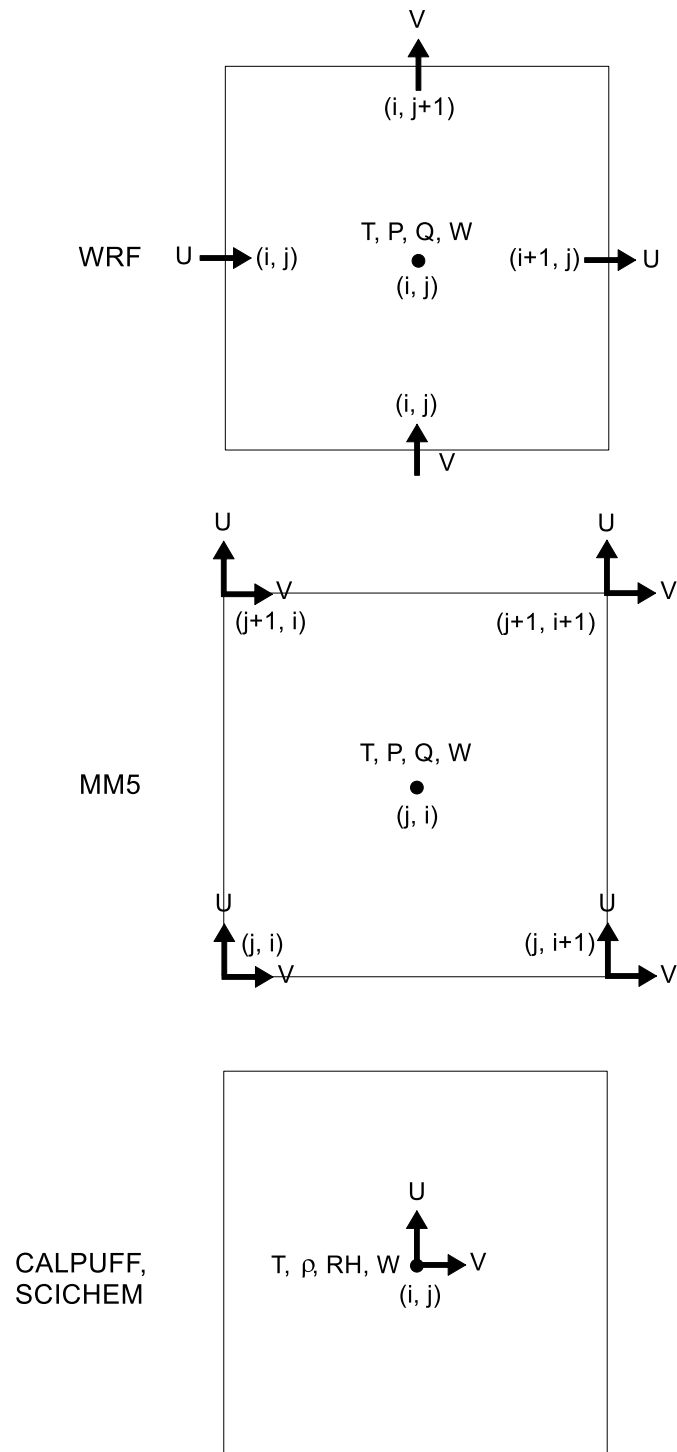 V
(i, j+1)
T, P, Q, W
WRF
U
(i, j)
(i+1, j)
U
(i, j)
(i, j)
V
U
U
V
V
(j+1, i)
(j+1, i+1)
T, P, Q, W
MM5
(j, i)
U
U
(j, i)
(j, i+1)
V
V
U
CALPUFF,
SCICHEM
T, ρ, RH, W
V
(i, j)